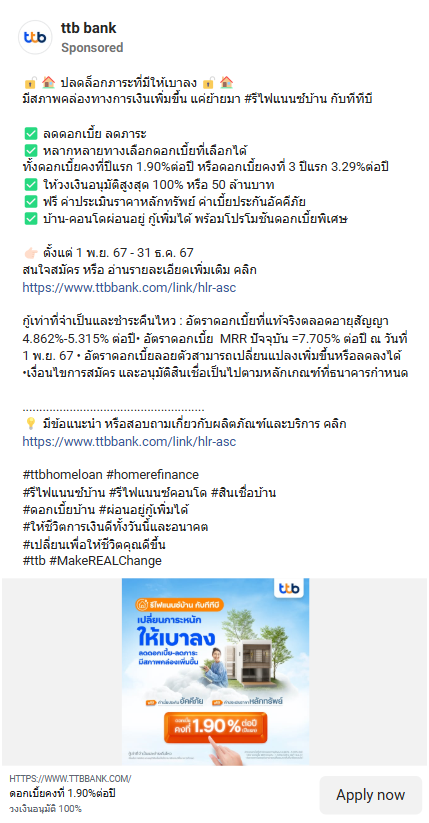 ttb bank
Sponsored
🔓 🏠 ปลดล็อกภาระที่มีให้เบาลง 🔓 🏠
มีสภาพคล่องทางการเงินเพิ่มขึ้น แค่ย้ายมา #รีไฟแนนซ์บ้าน กับทีทีบี
✅ ลดดอกเบี้ย ลดภาระ
✅ หลากหลายทางเลือกดอกเบี้ยที่เลือกได้
ทั้งดอกเบี้ยคงที่ปีแรก 1.90%ต่อปี หรือดอกเบี้ยคงที่ 3 ปีแรก 3.29%ต่อปี
✅ ให้วงเงินอนุมัติสูงสุด 100% หรือ 50 ล้านบาท
✅ ฟรี ค่าประเมินราคาหลักทรัพย์ ค่าเบี้ยประกันอัคคีภัย
✅ บ้าน-คอนโดผ่อนอยู่ กู้เพิ่มได้ พร้อมโปรโมชันดอกเบี้ยพิเศษ
👉🏻 ตั้งแต่ 1 พ.ย. 67 - 31 ธ.ค. 67
สนใจสมัคร หรือ อ่านรายละเอียดเพิ่มเติม คลิก
https://www.ttbbank.com/link/hlr-asc
กู้เท่าที่จำเป็นและชำระคืนไหว : อัตราดอกเบี้ยที่แท้จริงตลอดอายุสัญญา
4.862%-5.315% ต่อปี• อัตราดอกเบี้ย MRR ปัจจุบัน =7.705% ต่อปี ณ วันที่
1 พ.ย. 67 • อัตราดอกเบี้ยลอยตัวสามารถเปลี่ยนแปลงเพิ่มขึ้นหรือลดลงได้
•เงื่อนไขการสมัคร และอนุมัติสินเชื่อเป็นไปตามหลักเกณฑ์ที่ธนาคารกำหนด
......................................................
💡 มีข้อแนะนำ หรือสอบถามเกี่ยวกับผลิตภัณฑ์และบริการ คลิก
https://www.ttbbank.com/link/hlr-asc
#ttbhomeloan #homerefinance
#รีไฟแนนซ์บ้าน #รีไฟแนนซ์คอนโด #สินเชื่อบ้าน
#ดอกเบี้ยบ้าน #ผ่อนอยู่กู้เพิ่มได้
#ให้ชีวิตการเงินดีทั้งวันนี้และอนาคต
#เปลี่ยนเพื่อให้ชีวิตคุณดีขึ้น
#ttb #MakeREALChange
ttb
รีไฟแนนซ์บ้าน กับทีทีบี
เปลี่ยนภาระหนัก
ให้เบาลง
ลดดอกเบี้ย-ลดภาระ
มีสภาพคล่องเพิ่มขึ้น
อัคคีภัย
หลักทรัพย์
คงที่ 1.90% ต่อปี
HTTPS://WWW.TTBBANK.COM/
ดอกเบี้ยคงที่ 1.90%ต่อปี
วงเงินอนุมัติ 100%
Apply now